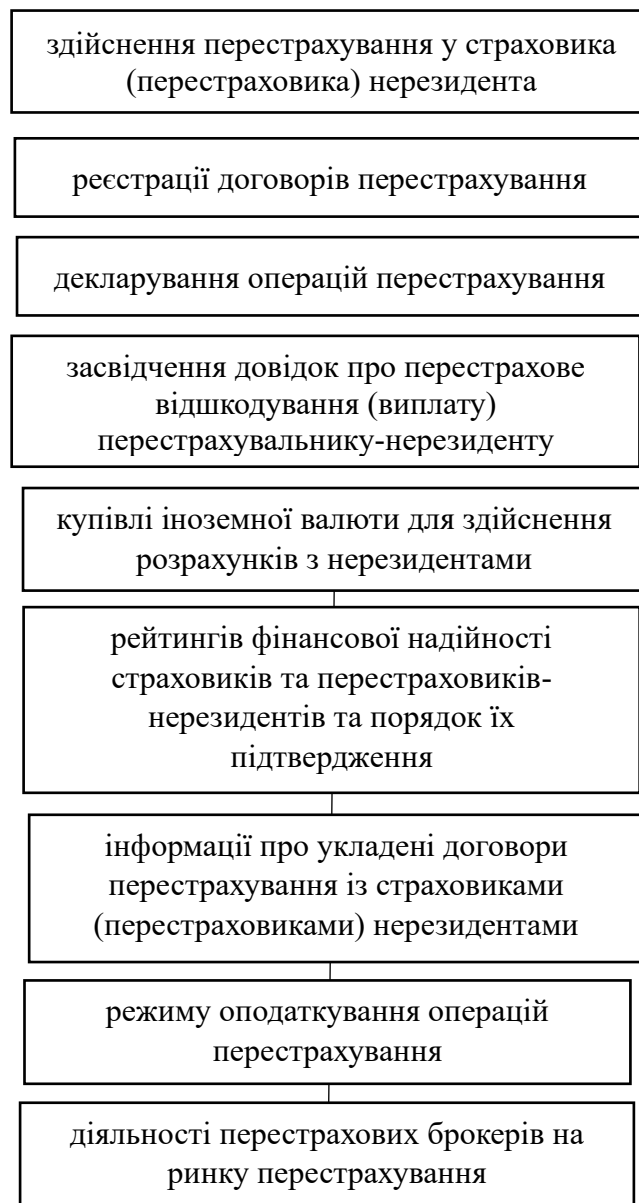 здійснення перестрахування у страховика
(перестраховика) нерезидента
реєстрації договорів перестрахування
декларування операцій перестрахування
засвідчення довідок про перестрахове
відшкодування (виплату)
перестрахувальнику-нерезиденту
купівлі іноземної валюти для здійснення
розрахунків з нерезидентами
рейтингів фінансової надійності
страховиків та перестраховиків-
нерезидентів та порядок їх
підтвердження
інформації про укладені договори
перестрахування із страховиками
(перестраховиками) нерезидентами
режиму оподаткування операцій
перестрахування
діяльності перестрахових брокерів на
ринку перестрахування